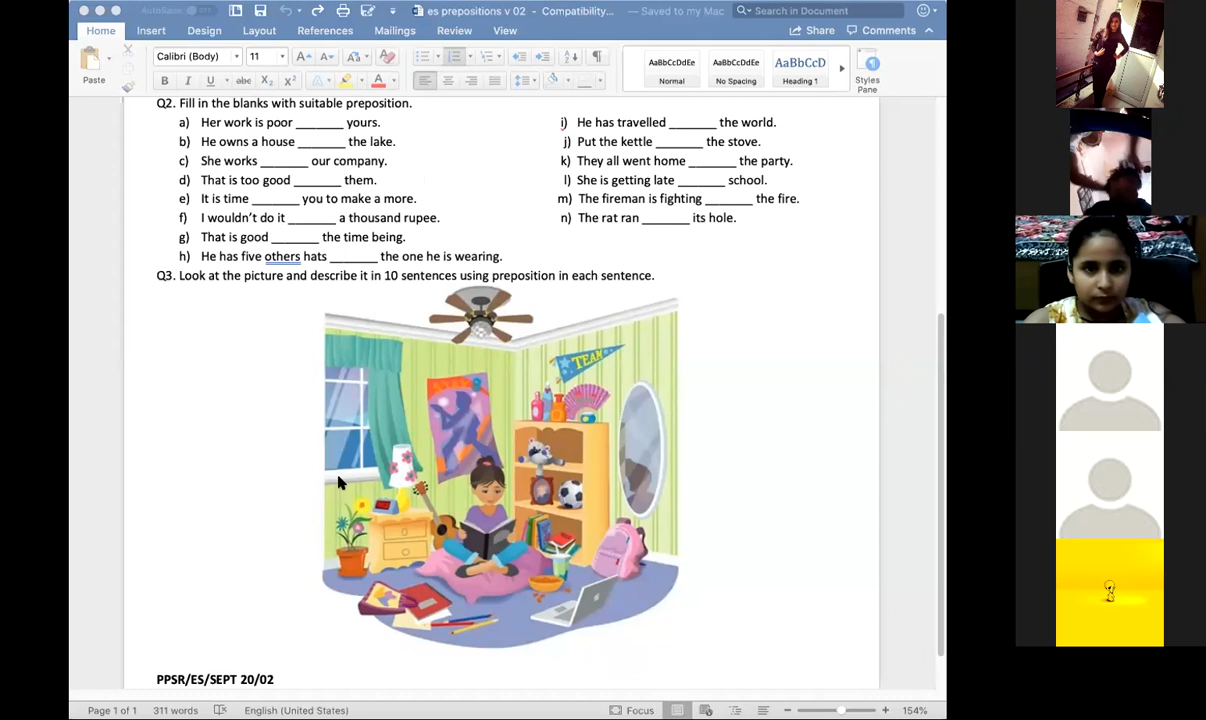 AutoSave OFF es prepositions v 02 - Compatibility... — Saved to my Mac Search in Document
Home Insert Design Layout References Mailings Review View Share Comments
Paste Calibri (Body) 11 AaBbCcDdEe AaBbCcDdEe AaBbCcD
Normal No Spacing Heading 1 Styles Pane
Q2. Fill in the blanks with suitable preposition.
a) Her work is poor _______ yours.
b) He owns a house _______ the lake.
c) She works _______ our company.
d) That is too good _______ them.
e) It is time _______ you to make a more.
f) I wouldn't do it _______ a thousand rupee.
g) That is good _______ the time being.
h) He has five others hats _______ the one he is wearing.
i) He has travelled _______ the world.
j) Put the kettle _______ the stove.
k) They all went home _______ the party.
l) She is getting late _______ school.
m) The fireman is fighting _______ the fire.
n) The rat ran _______ its hole.
Q3. Look at the picture and describe it in 10 sentences using preposition in each sentence.
TEAM
PPSR/ES/SEPT 20/02
Page 1 of 1 311 words English (United States) Focus 154%